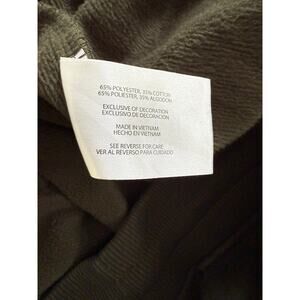 65% POLYESTER, 35% COTTON
65% POLIESTER, 35% ALGODON
EXCLUSIVE OF DECORATION
EXCLUSIVO DE DECORACION
MADE IN VIETNAM
HECHO EN VIETNAM
SEE REVERSE FOR CARE
VER AL REVERSO PARA CUIDADO